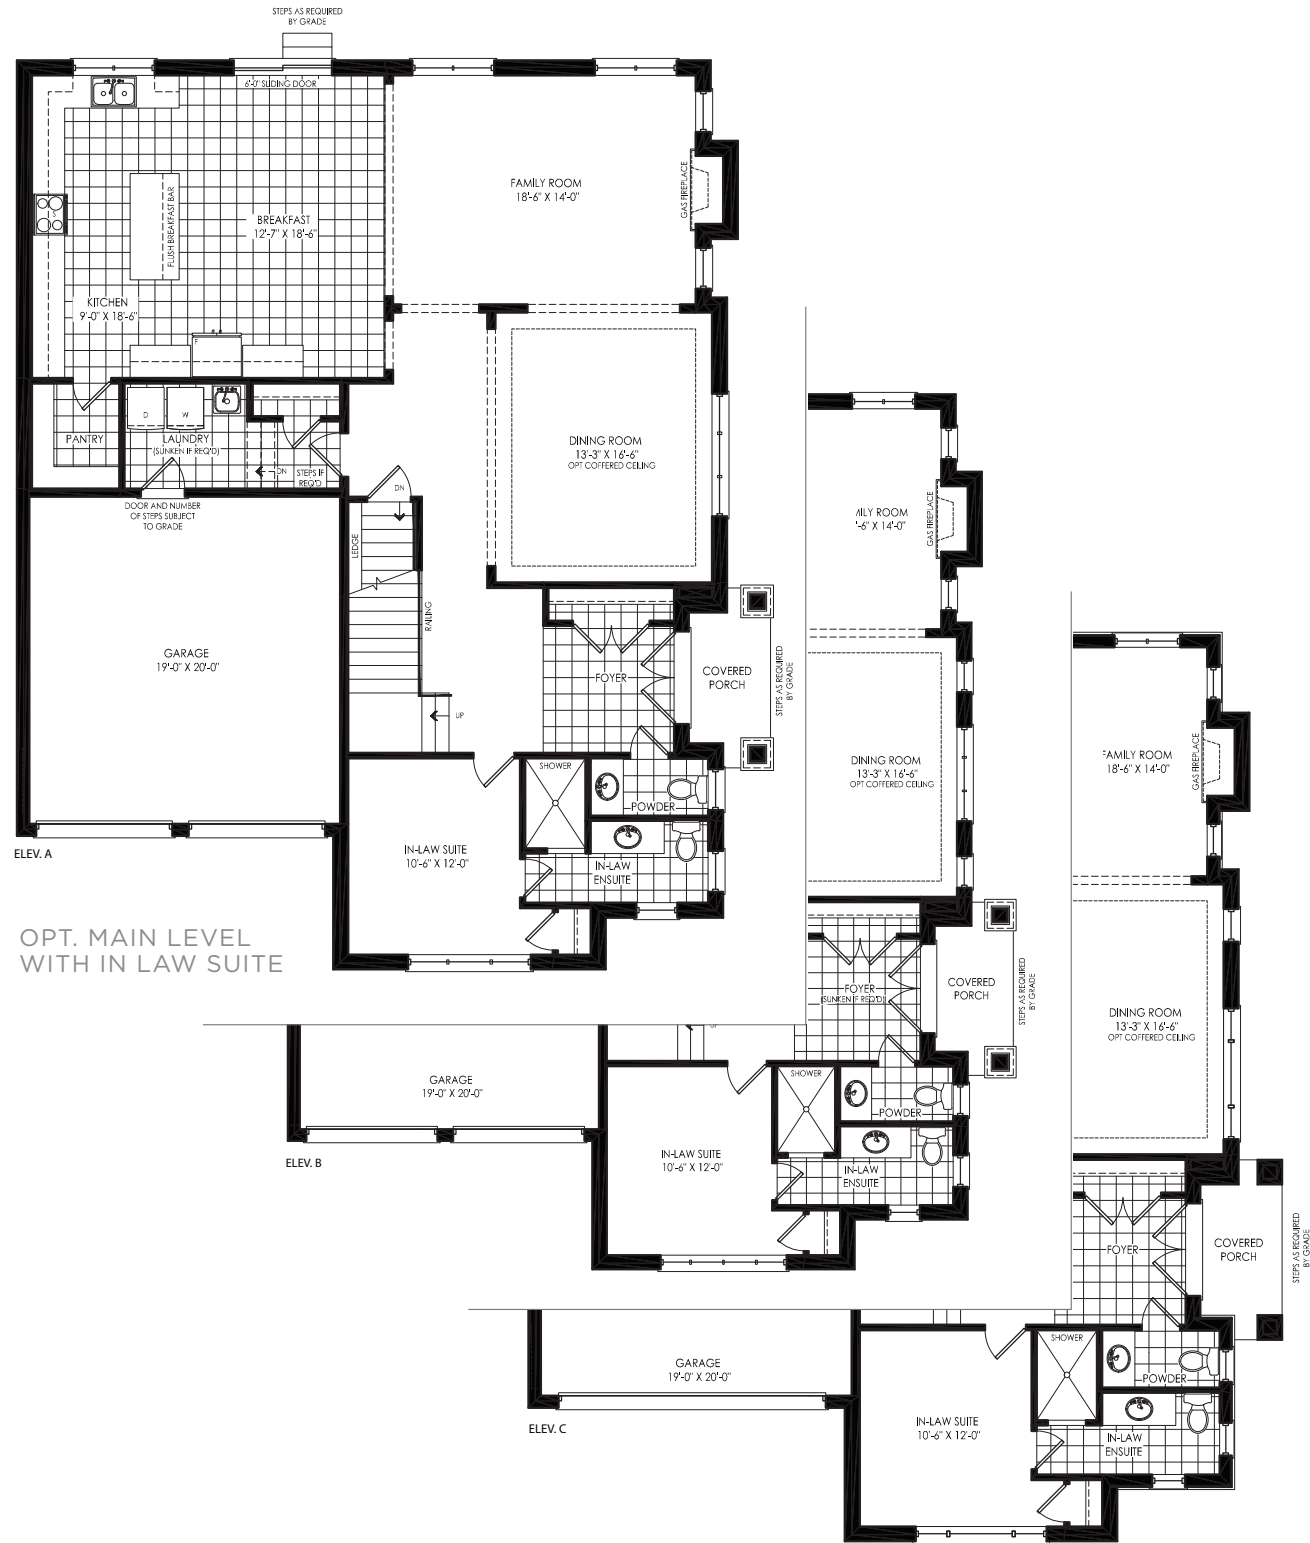 STEPS AS REQUIRED
BY GRADE
6'-0" SLIDING DOOR
FAMILY ROOM
18'-6" X 14'-0"
GAS FIREPLACE
S
FLUSH BREAKFAST BAR
BREAKFAST
12'-7" X 18'-6"
KITCHEN
9'-0" X 18'-6"
F
D
W
PANTRY
LAUNDRY
(SUNKEN IF REQ'D)
DN
STEPS IF
REQ'D
DOOR AND NUMBER
OF STEPS SUBJECT
TO GRADE
DN
LEDGE
RAILING
UP
DINING ROOM
13'-3" X 16'-6"
OPT COFFERED CEILING
GARAGE
19'-0" X 20'-0"
FOYER
COVERED
PORCH
STEPS AS REQUIRED
BY GRADE
SHOWER
POWDER
IN-LAW SUITE
10'-6" X 12'-0"
IN-LAW
ENSUITE
ELEV. A
OPT. MAIN LEVEL
WITH IN LAW SUITE
MILY ROOM
'-6" X 14'-0"
GAS FIREPLACE
DINING ROOM
13'-3" X 16'-6"
OPT COFFERED CEILING
FOYER
(SUNKEN IF REQ'D)
COVERED
PORCH
STEPS AS REQUIRED
BY GRADE
UP
GARAGE
19'-0" X 20'-0"
SHOWER
POWDER
IN-LAW SUITE
10'-6" X 12'-0"
IN-LAW
ENSUITE
ELEV. B
FAMILY ROOM
18'-6" X 14'-0"
GAS FIREPLACE
DINING ROOM
13'-3" X 16'-6"
OPT COFFERED CEILING
FOYER
COVERED
PORCH
STEPS AS REQUIRED
BY GRADE
GARAGE
19'-0" X 20'-0"
SHOWER
POWDER
IN-LAW SUITE
10'-6" X 12'-0"
IN-LAW
ENSUITE
ELEV. C